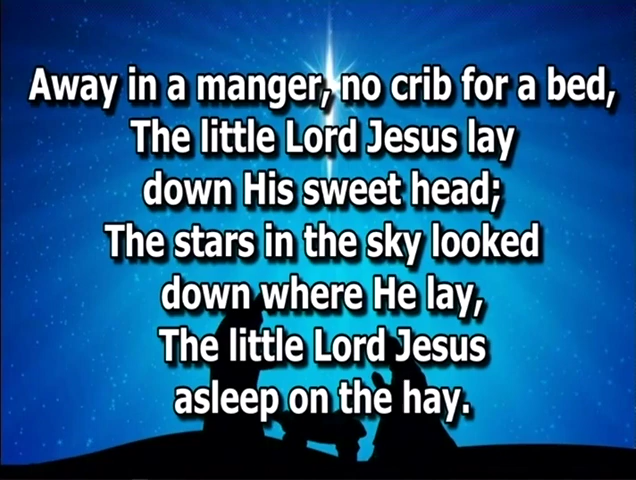 Away in a manger, no crib for a bed,
The little Lord Jesus lay
down His sweet head;
The stars in the sky looked
down where He lay,
The little Lord Jesus
asleep on the hay.